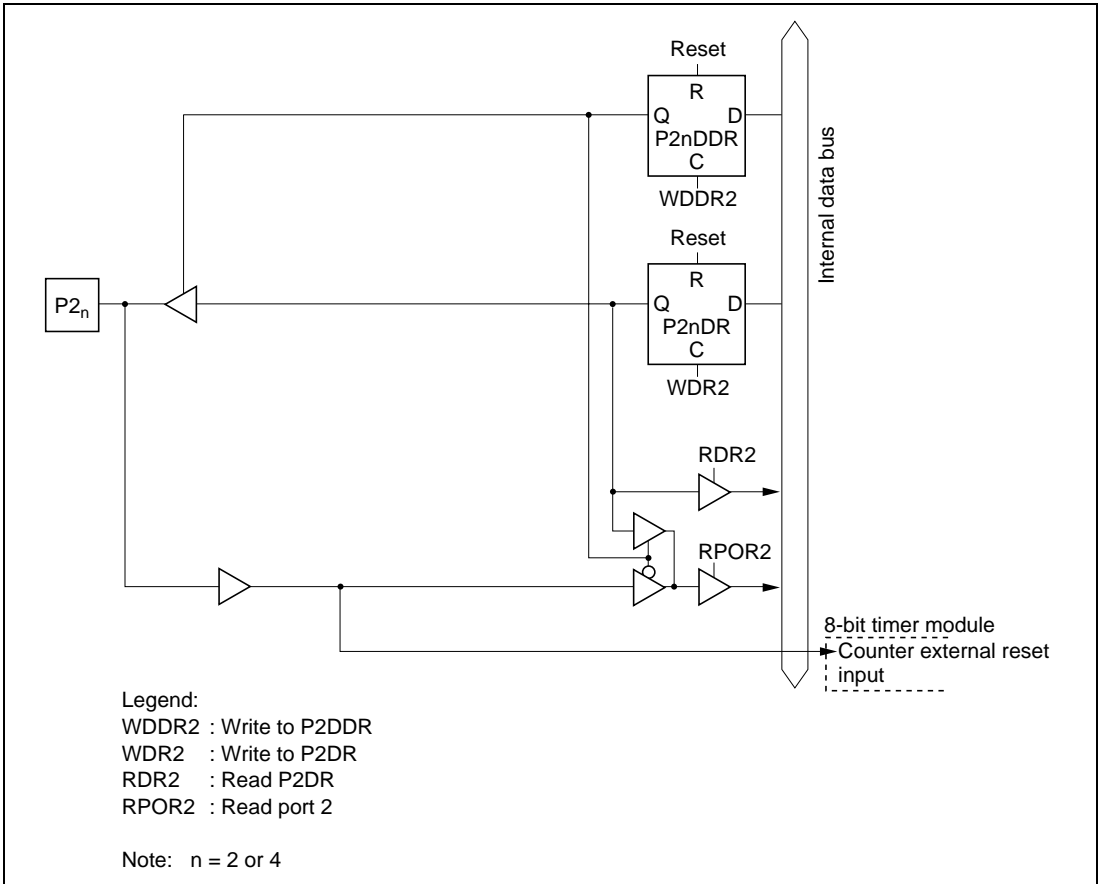 Reset
R
Q D
P2nDDR
C
WDDR2
Internal data bus
Reset
R
Q D
P2nDR
C
WDR2
P2n
RDR2
RPOR2
8-bit timer module
Counter external reset
input
Legend:
WDDR2 : Write to P2DDR
WDR2 : Write to P2DR
RDR2 : Read P2DR
RPOR2 : Read port 2
Note: n = 2 or 4